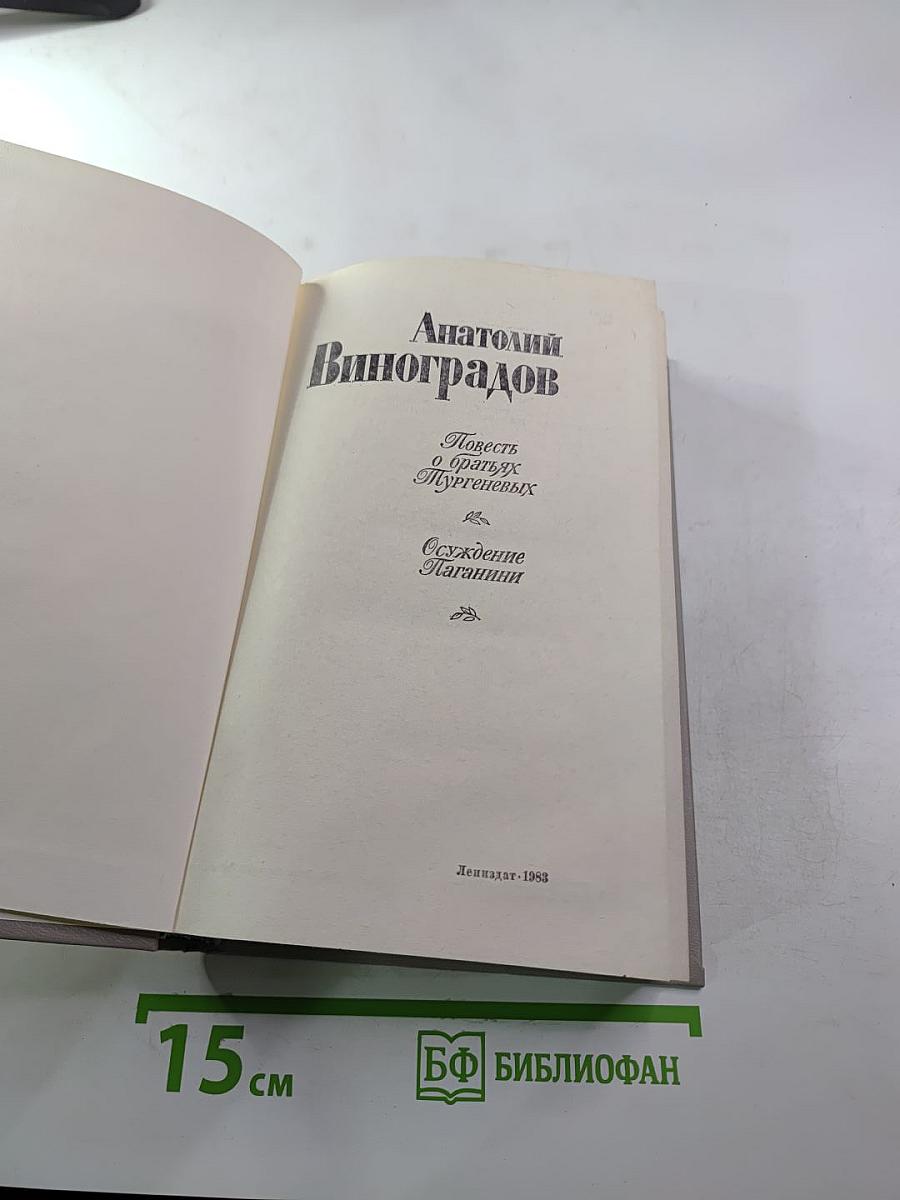 Анатолий
Виноградов
Повесть
о братьях
Тургеневых
Осуждение
Паганини
Лениздат·1983
15 см
БФ БИБЛИОФАН